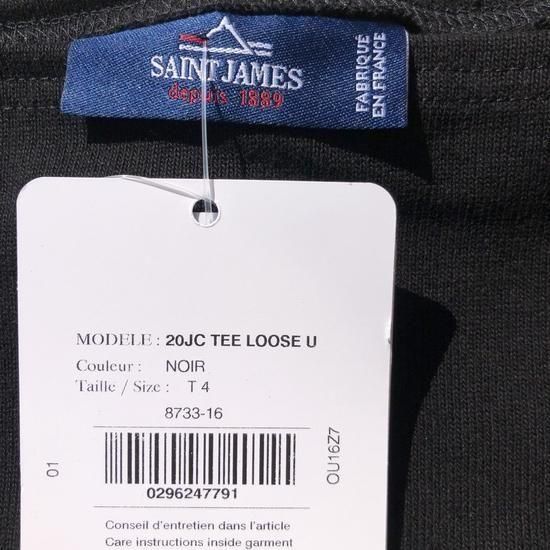 SAINT JAMES
depuis 1889
FABRIQUÉ
EN FRANCE
MODELE : 20JC TEE LOOSE U
Couleur : NOIR
Taille / Size : T 4
8733-16
01
OU16Z7
0296247791
Conseil d'entretien dans l'article
Care instructions inside garment